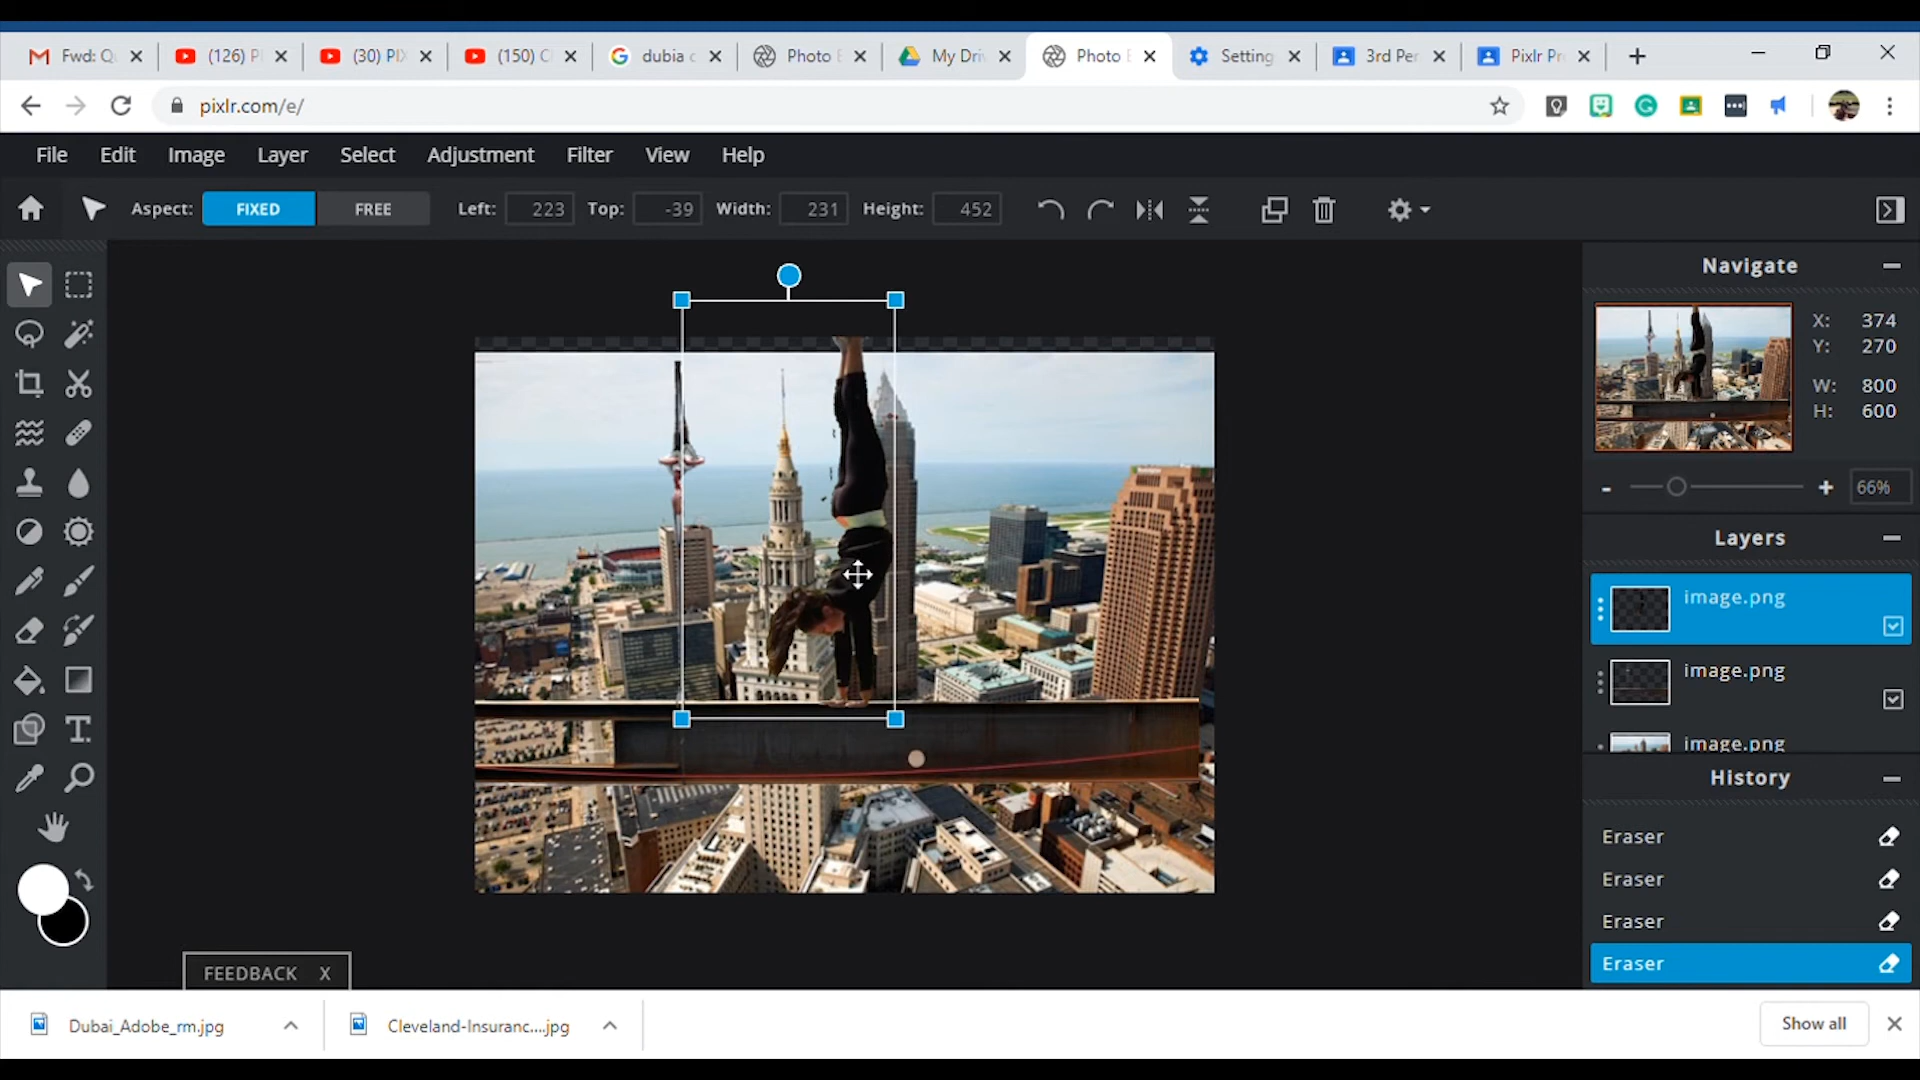 Fwd: Q
(126) P
(30) PIX
(150) C
dubia c
Photo E
My Driv
Photo E
Setting
3rd Per
Pixlr Pr
pixlr.com/e/
File Edit Image Layer Select Adjustment Filter View Help
Aspect: FIXED FREE Left: 223 Top: -39 Width: 231 Height: 452
Navigate
X: 374
Y: 270
W: 800
H: 600
- + 66%
Layers
image.png
image.png
image.png
History
Eraser
Eraser
Eraser
Eraser
FEEDBACK X
Dubai_Adobe_rm.jpg
Cleveland-Insuranc....jpg
Show all